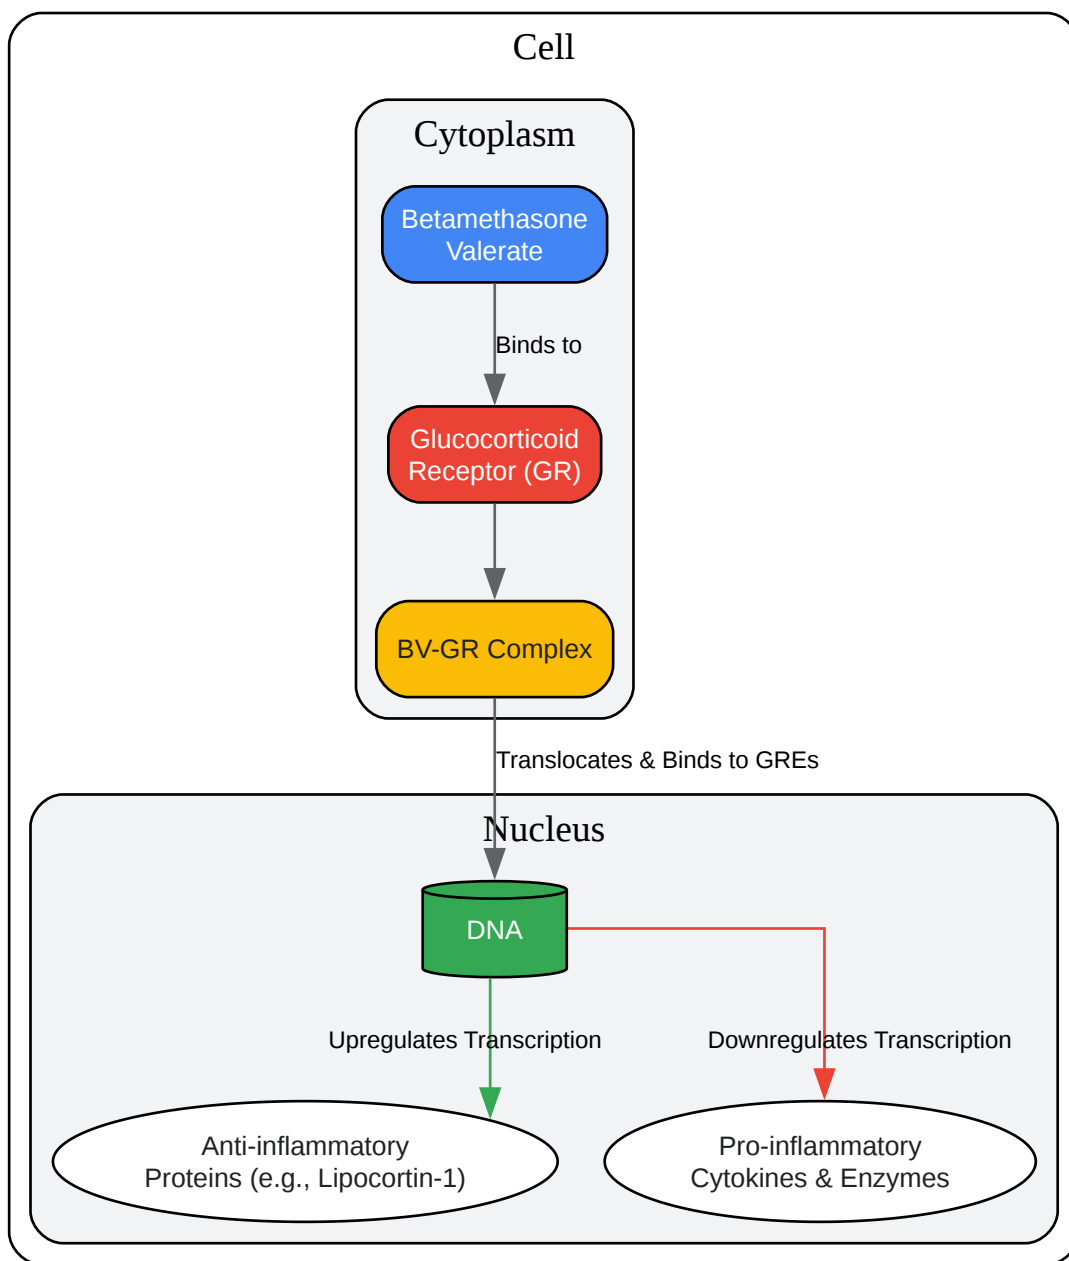 Cell
Cytoplasm
Betamethasone
Valerate
Binds to
Glucocorticoid
Receptor (GR)
BV-GR Complex
Translocates & Binds to GREs
Nucleus
DNA
Upregulates Transcription
Downregulates Transcription
Anti-inflammatory
Proteins (e.g., Lipocortin-1)
Pro-inflammatory
Cytokines & Enzymes